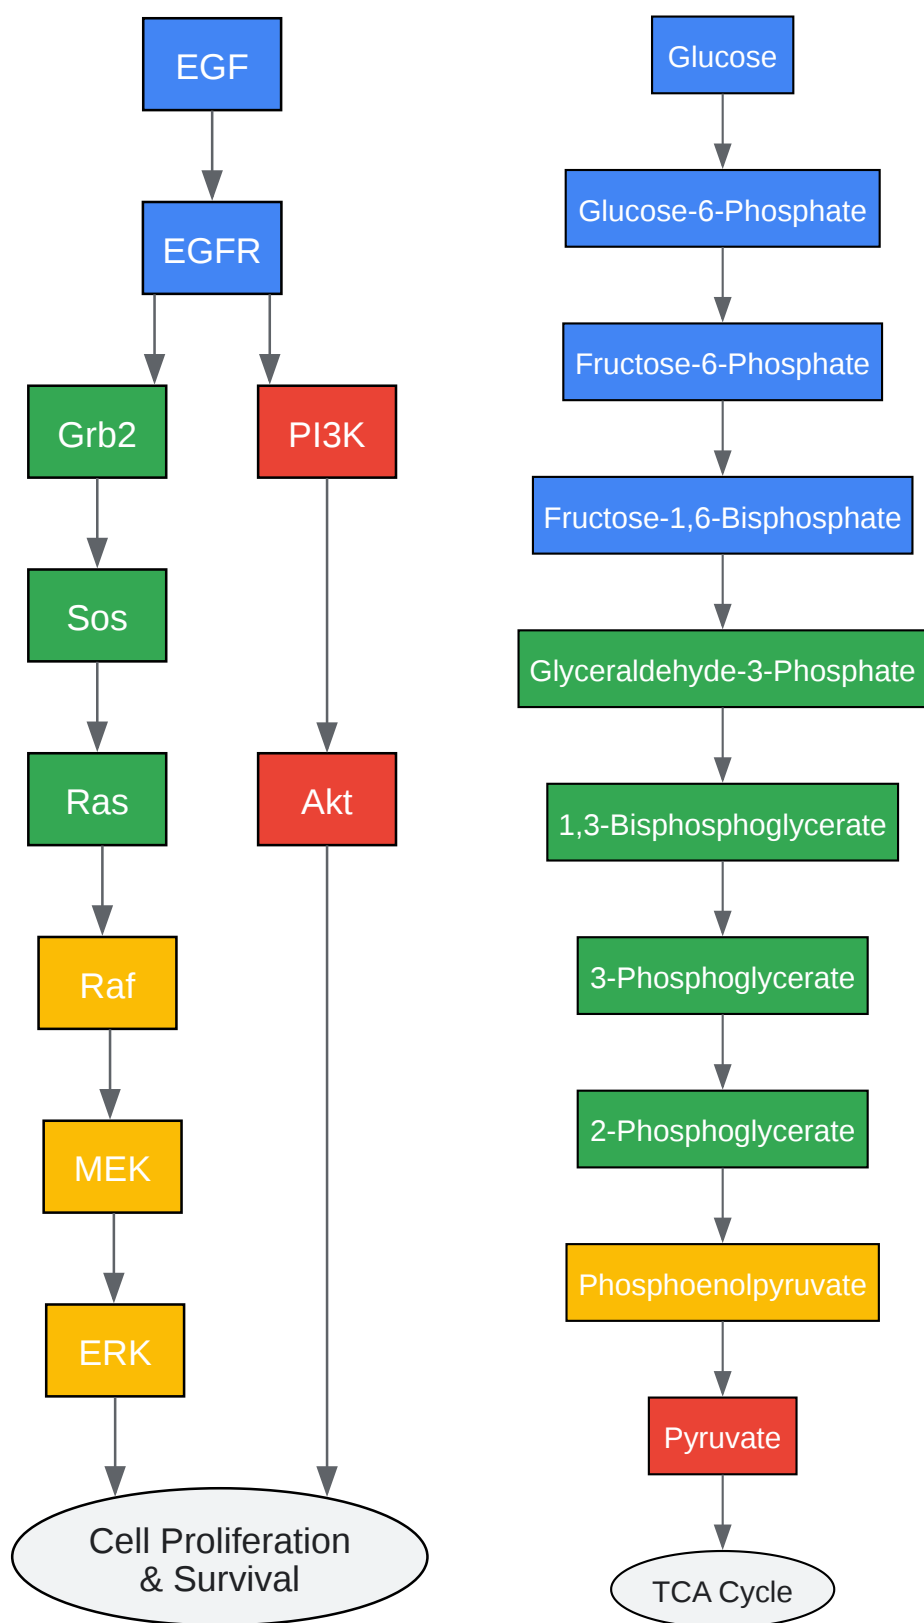 EGF
EGFR
Grb2
PI3K
Sos
Ras
Akt
Raf
MEK
ERK
Cell Proliferation
& Survival
Glucose
Glucose-6-Phosphate
Fructose-6-Phosphate
Fructose-1,6-Bisphosphate
Glyceraldehyde-3-Phosphate
1,3-Bisphosphoglycerate
3-Phosphoglycerate
2-Phosphoglycerate
Phosphoenolpyruvate
Pyruvate
TCA Cycle